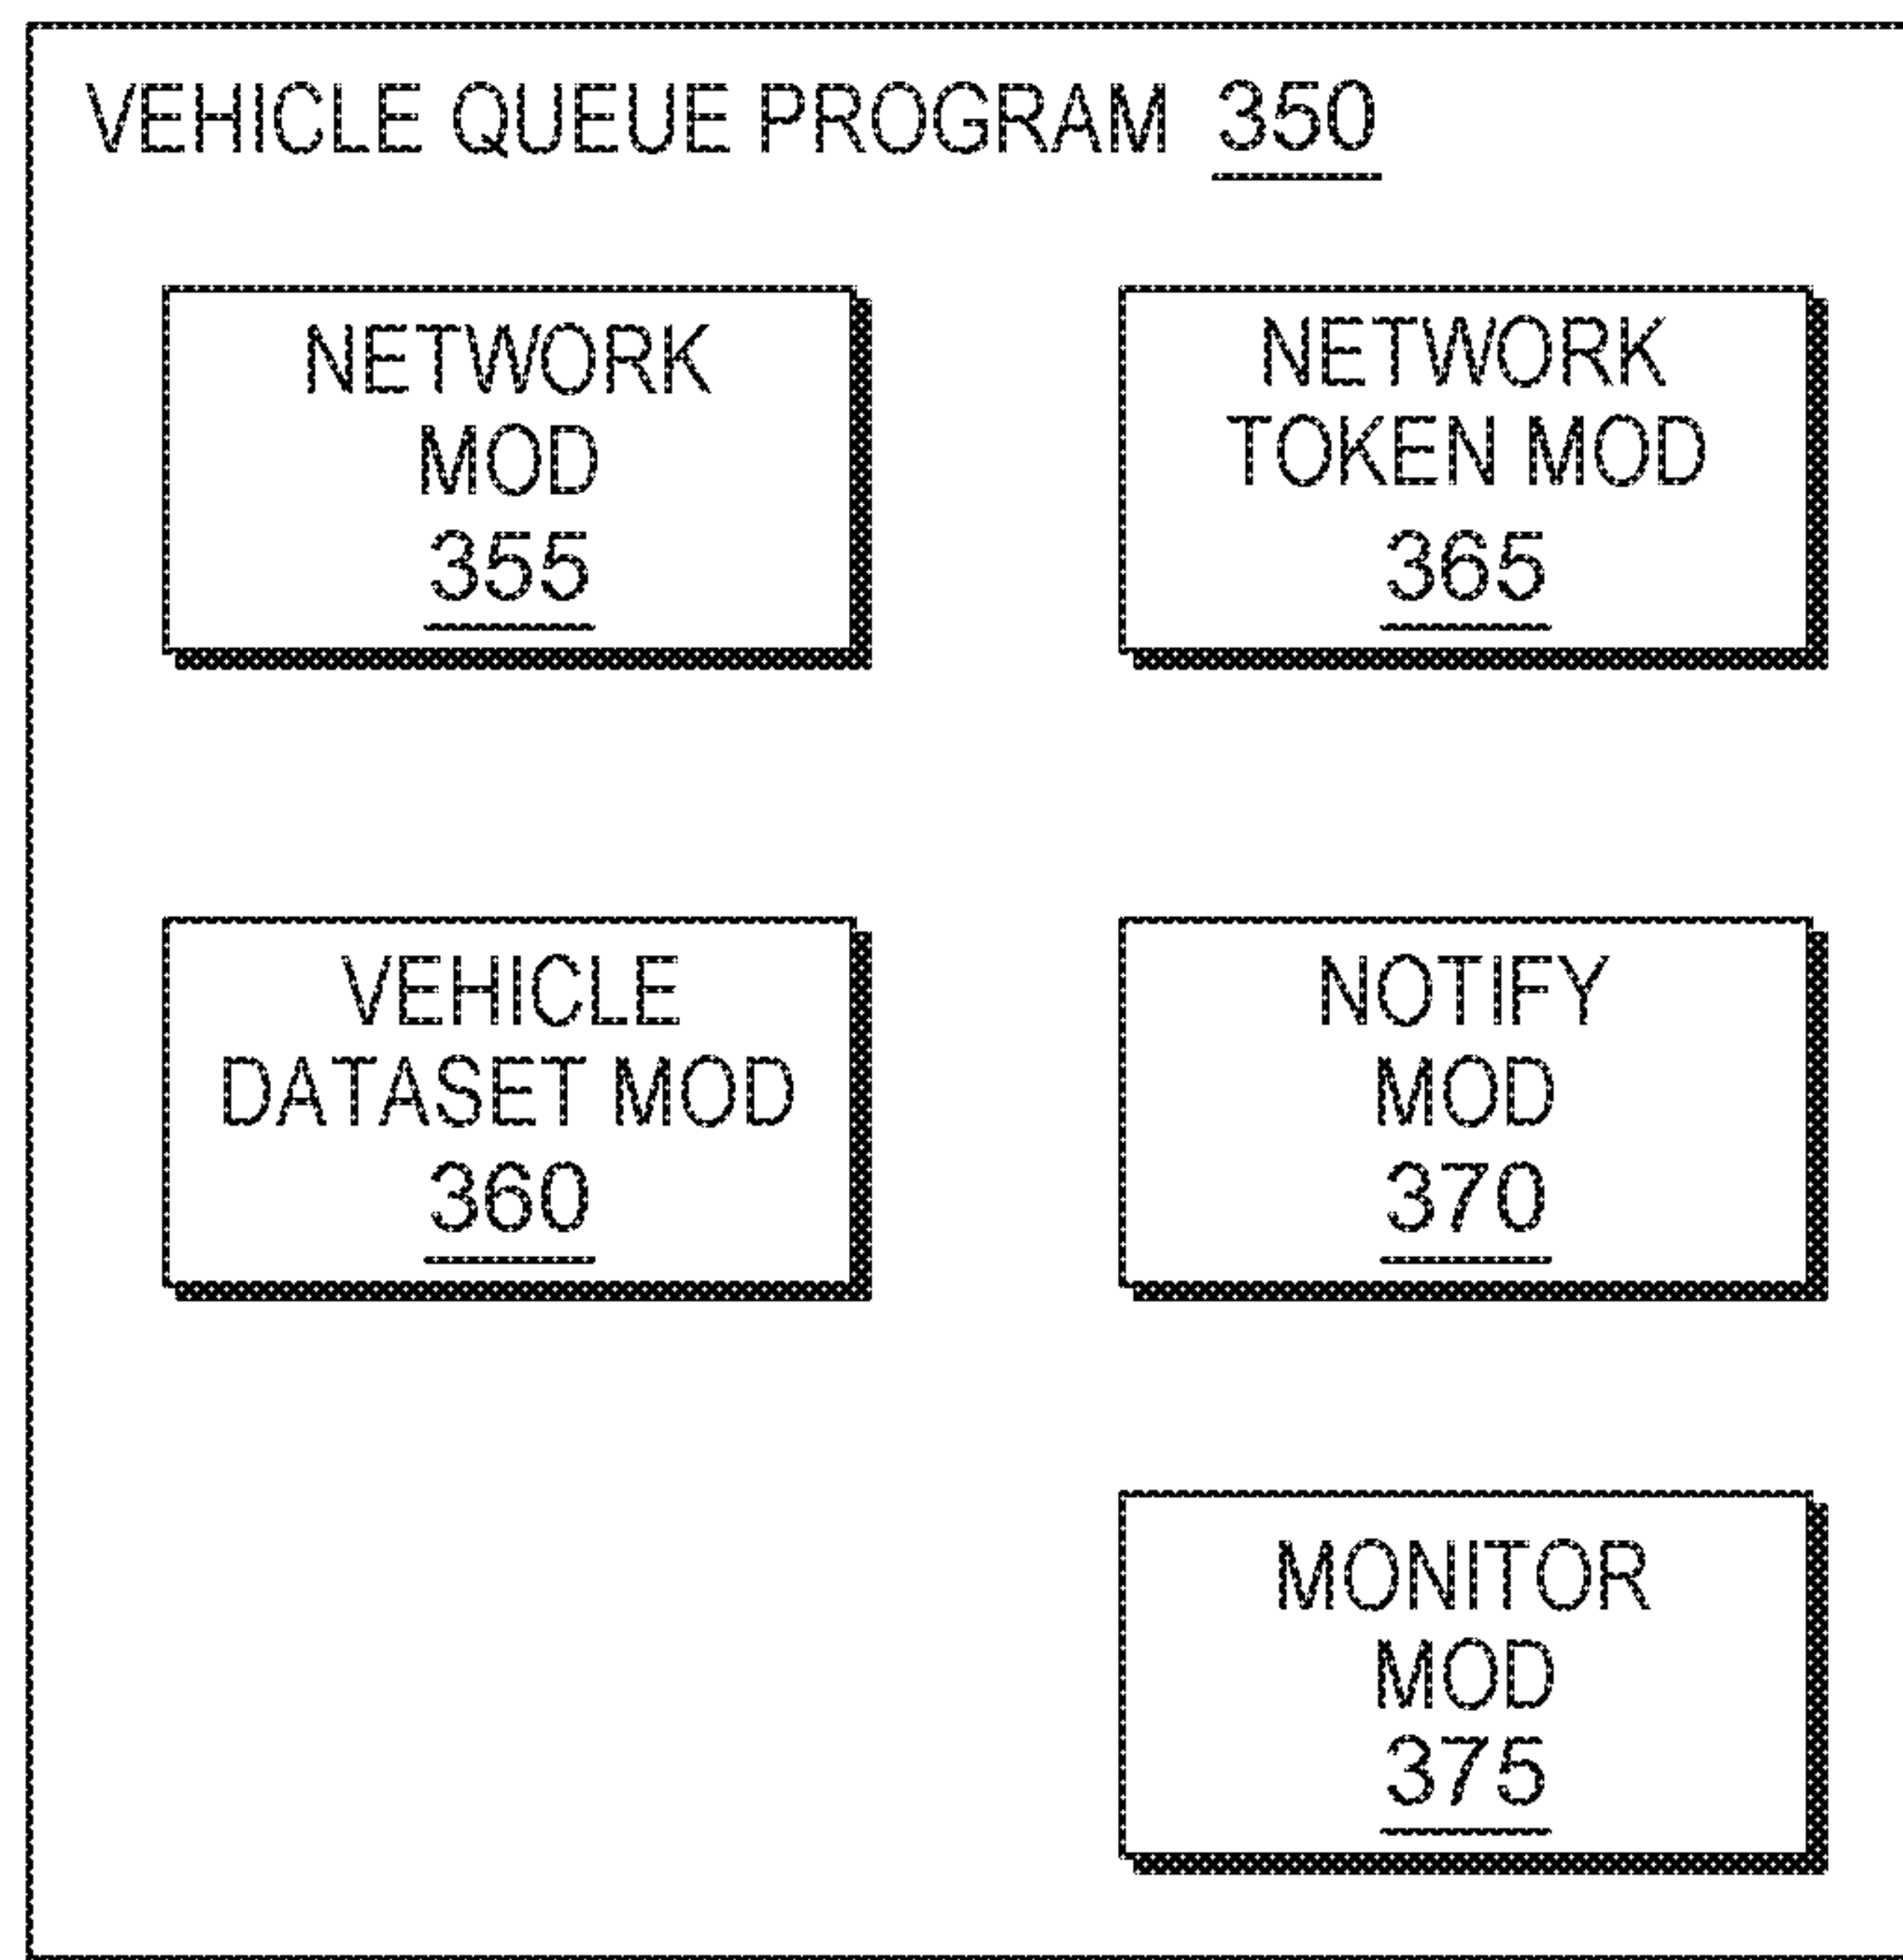 VEHICLE QUEUE PROGRAM 350
NETWORK
MOD
355
NETWORK
TOKEN MOD
365
VEHICLE
DATASET MOD
360
NOTIFY
MOD
370
MONITOR
MOD
375